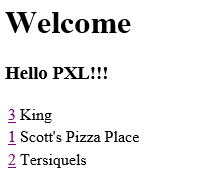 Welcome
Hello PXL!!!
3 King
1 Scott's Pizza Place
2 Tersiquels